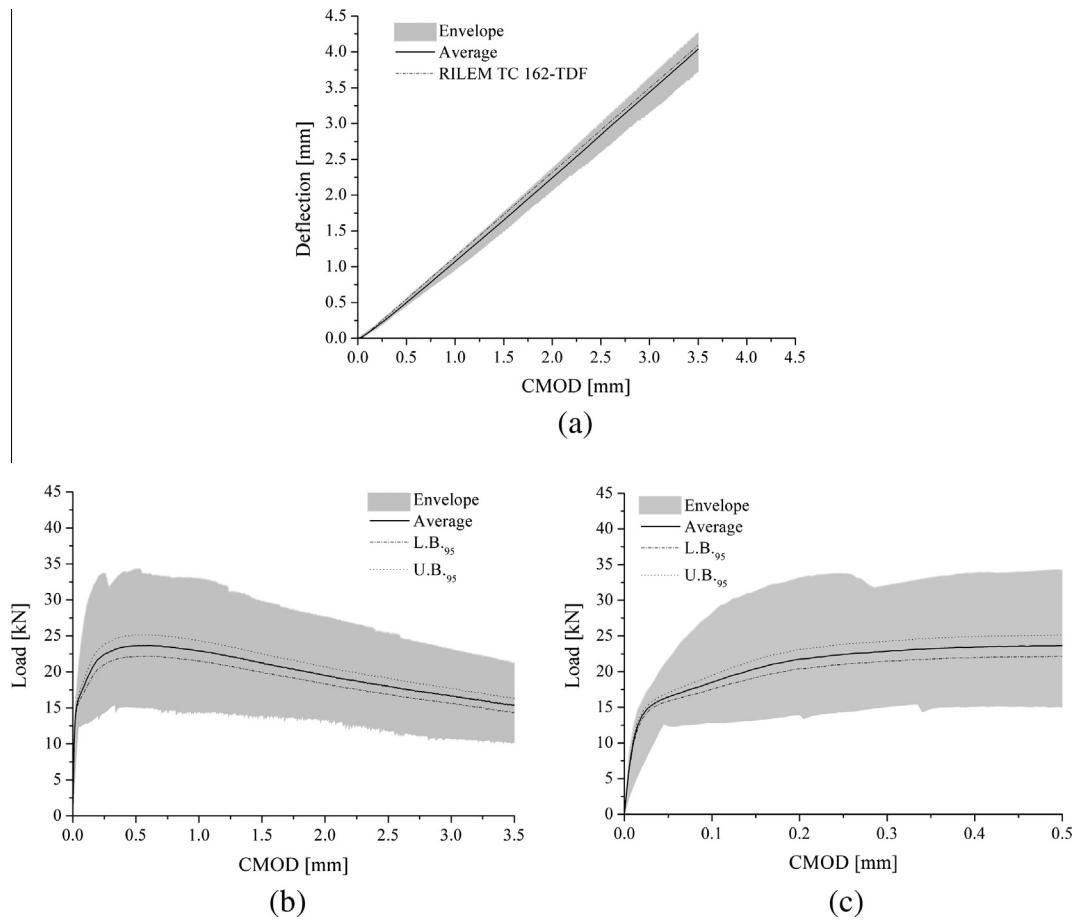 4.5
4.0
3.5
3.0
2.5
2.0
1.5
1.0
0.5
0.0
Deflection [mm]
Envelope
Average
RILEM TC 162-TDF
0.0 0.5 1.0 1.5 2.0 2.5 3.0 3.5 4.0 4.5
CMOD [mm]
(a)
45
40
35
30
25
20
15
10
5
0
Load [kN]
Envelope
Average
L.B.95
U.B.95
0.0 0.5 1.0 1.5 2.0 2.5 3.0 3.5
CMOD [mm]
(b)
45
40
35
30
25
20
15
10
5
0
Load [kN]
Envelope
Average
L.B.95
U.B.95
0.0 0.1 0.2 0.3 0.4 0.5
CMOD [mm]
(c)